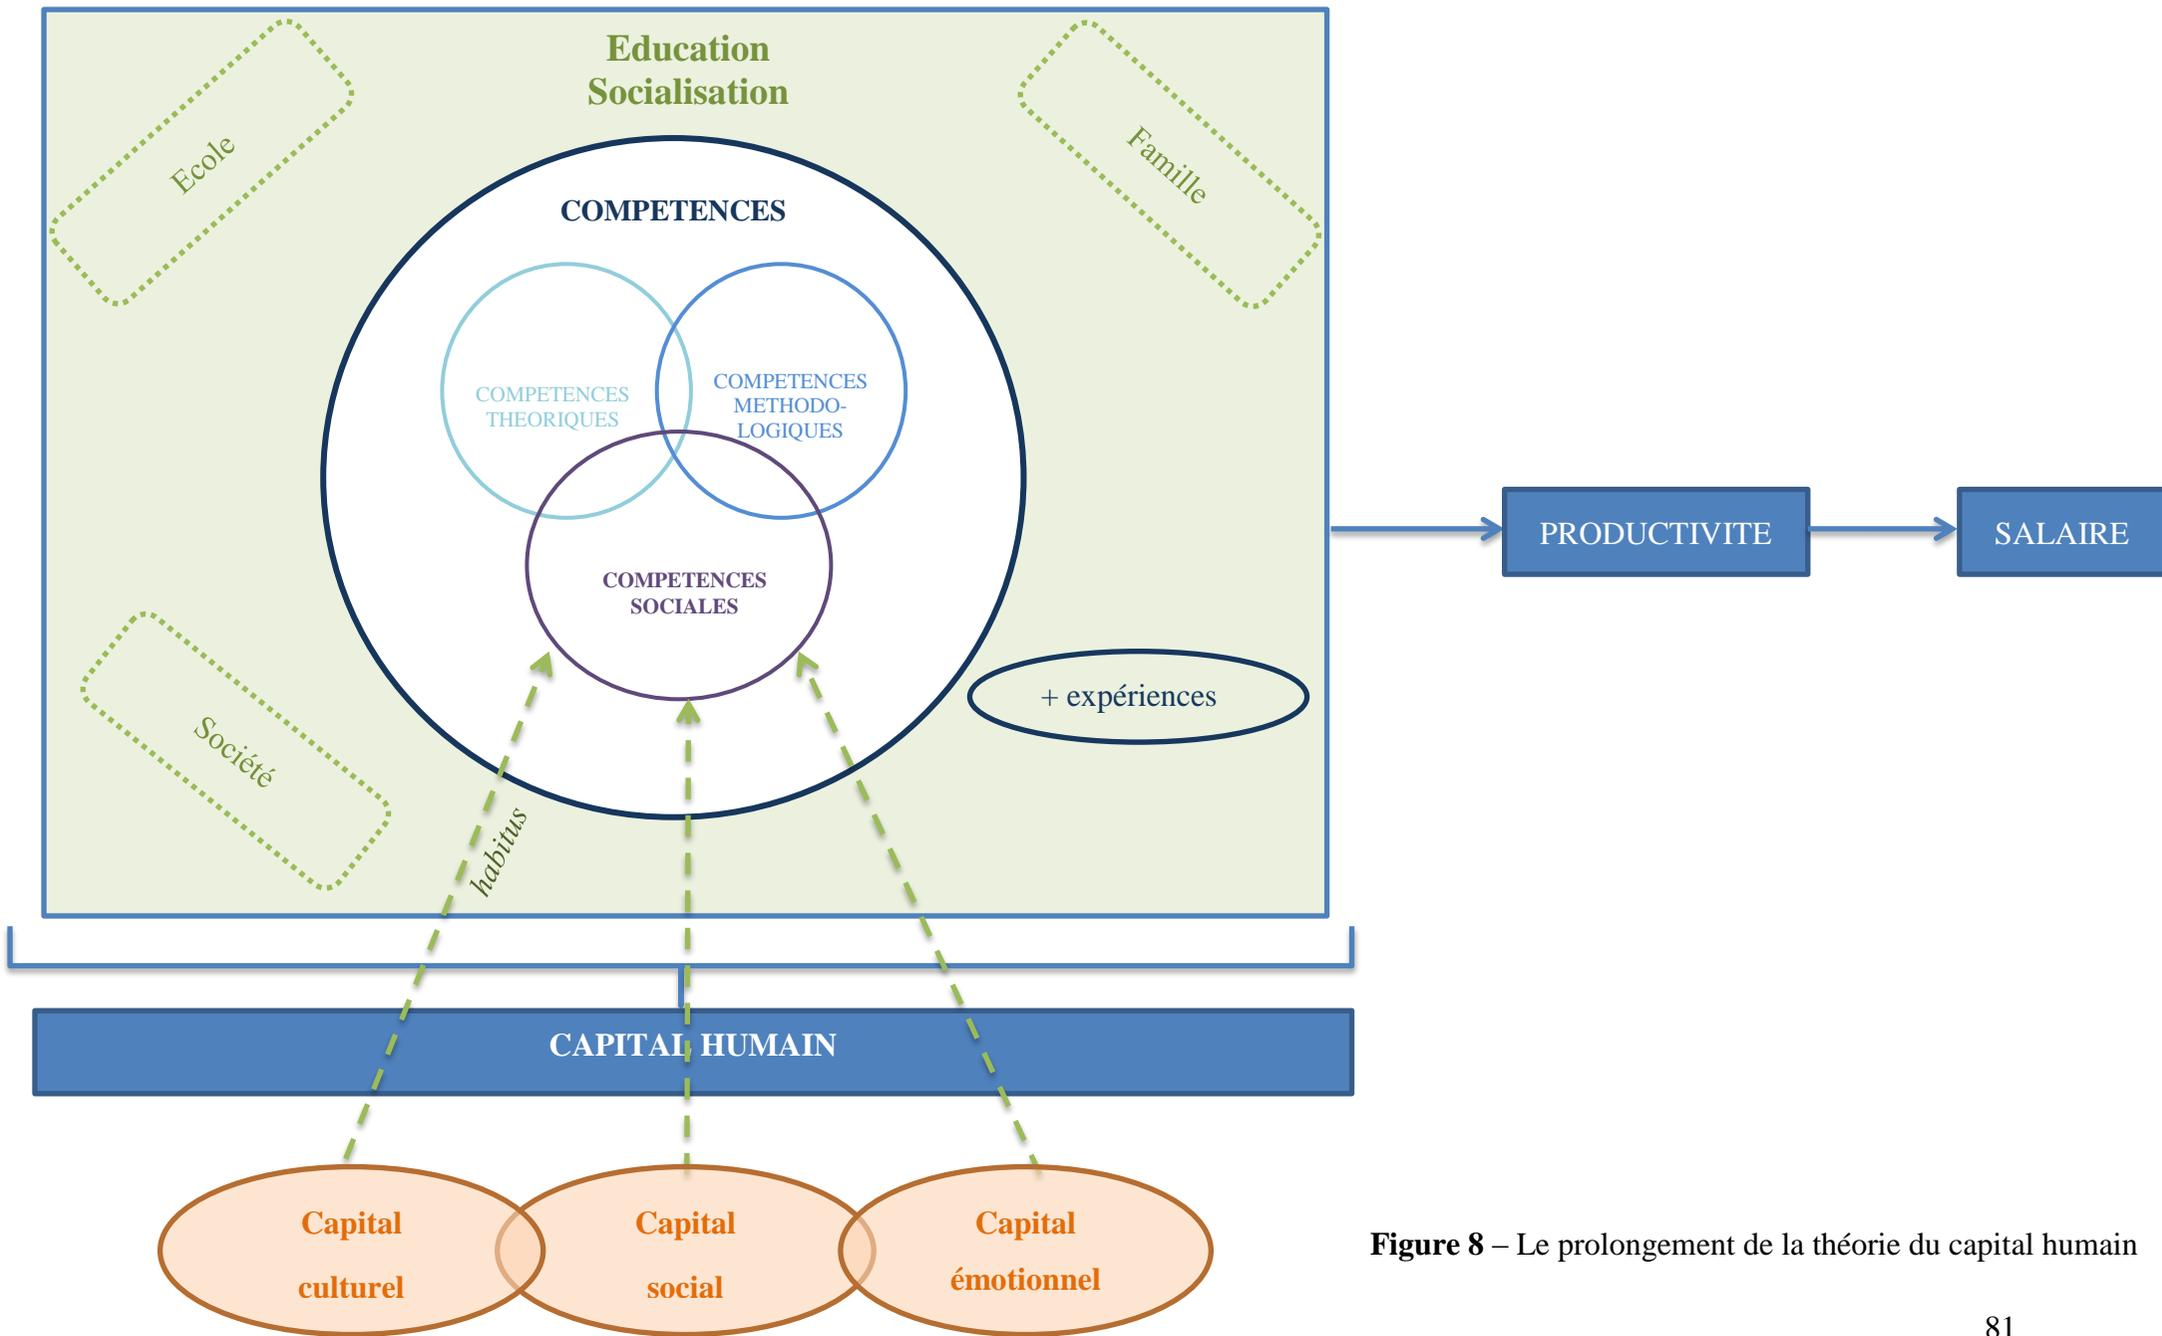 Education
Socialisation
Ecole
Famille
COMPETENCES
COMPETENCES
THEORIQUES
COMPETENCES
METHODO-
LOGIQUES
COMPETENCES
SOCIALES
PRODUCTIVITE
SALAIRE
+ expériences
Société
habitus
CAPITAL HUMAIN
Capital
culturel
Capital
social
Capital
émotionnel
Figure 8 – Le prolongement de la théorie du capital humain
81